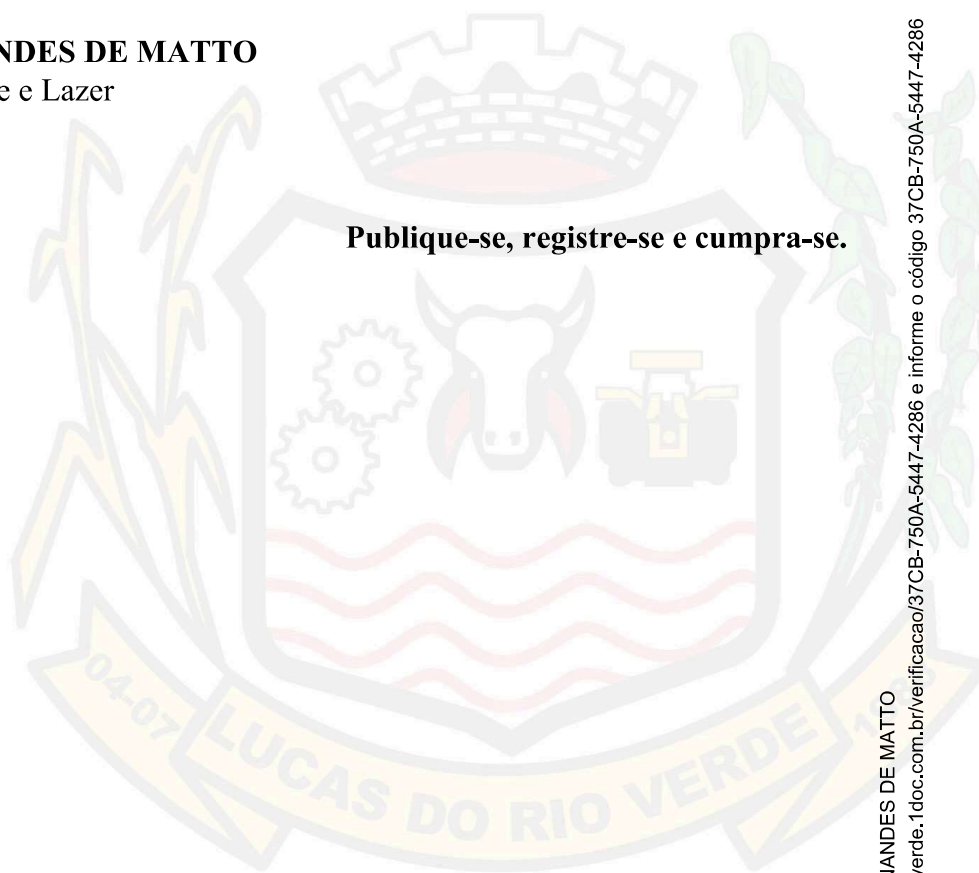 NDES DE MATTO
e e Lazer
Publique-se, registre-se e cumpra-se.
04-07
LUCAS DO RIO VERDE
NANDES DE MATTO
verde.1doc.com.br/verificacao/37CB-750A-5447-4286 e informe o código 37CB-750A-5447-4286